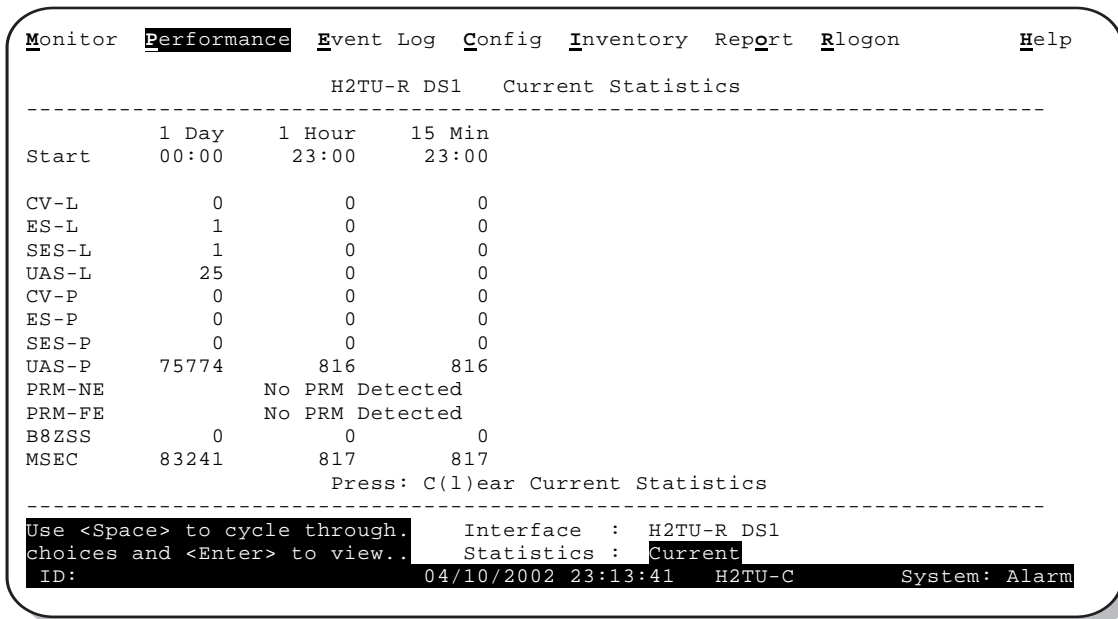 Monitor Performance Event Log Config Inventory Report Rlogon Help
H2TU-R DS1 Current Statistics
--------------------------------------------------------------------------------
1 Day 1 Hour 15 Min
Start 00:00 23:00 23:00
CV-L 0 0 0
ES-L 1 0 0
SES-L 1 0 0
UAS-L 25 0 0
CV-P 0 0 0
ES-P 0 0 0
SES-P 0 0 0
UAS-P 75774 816 816
PRM-NE No PRM Detected
PRM-FE No PRM Detected
B8ZSS 0 0 0
MSEC 83241 817 817
Press: C(l)ear Current Statistics
--------------------------------------------------------------------------------
Use <Space> to cycle through. Interface : H2TU-R DS1
choices and <Enter> to view.. Statistics : Current
ID: 04/10/2002 23:13:41 H2TU-C System: Alarm